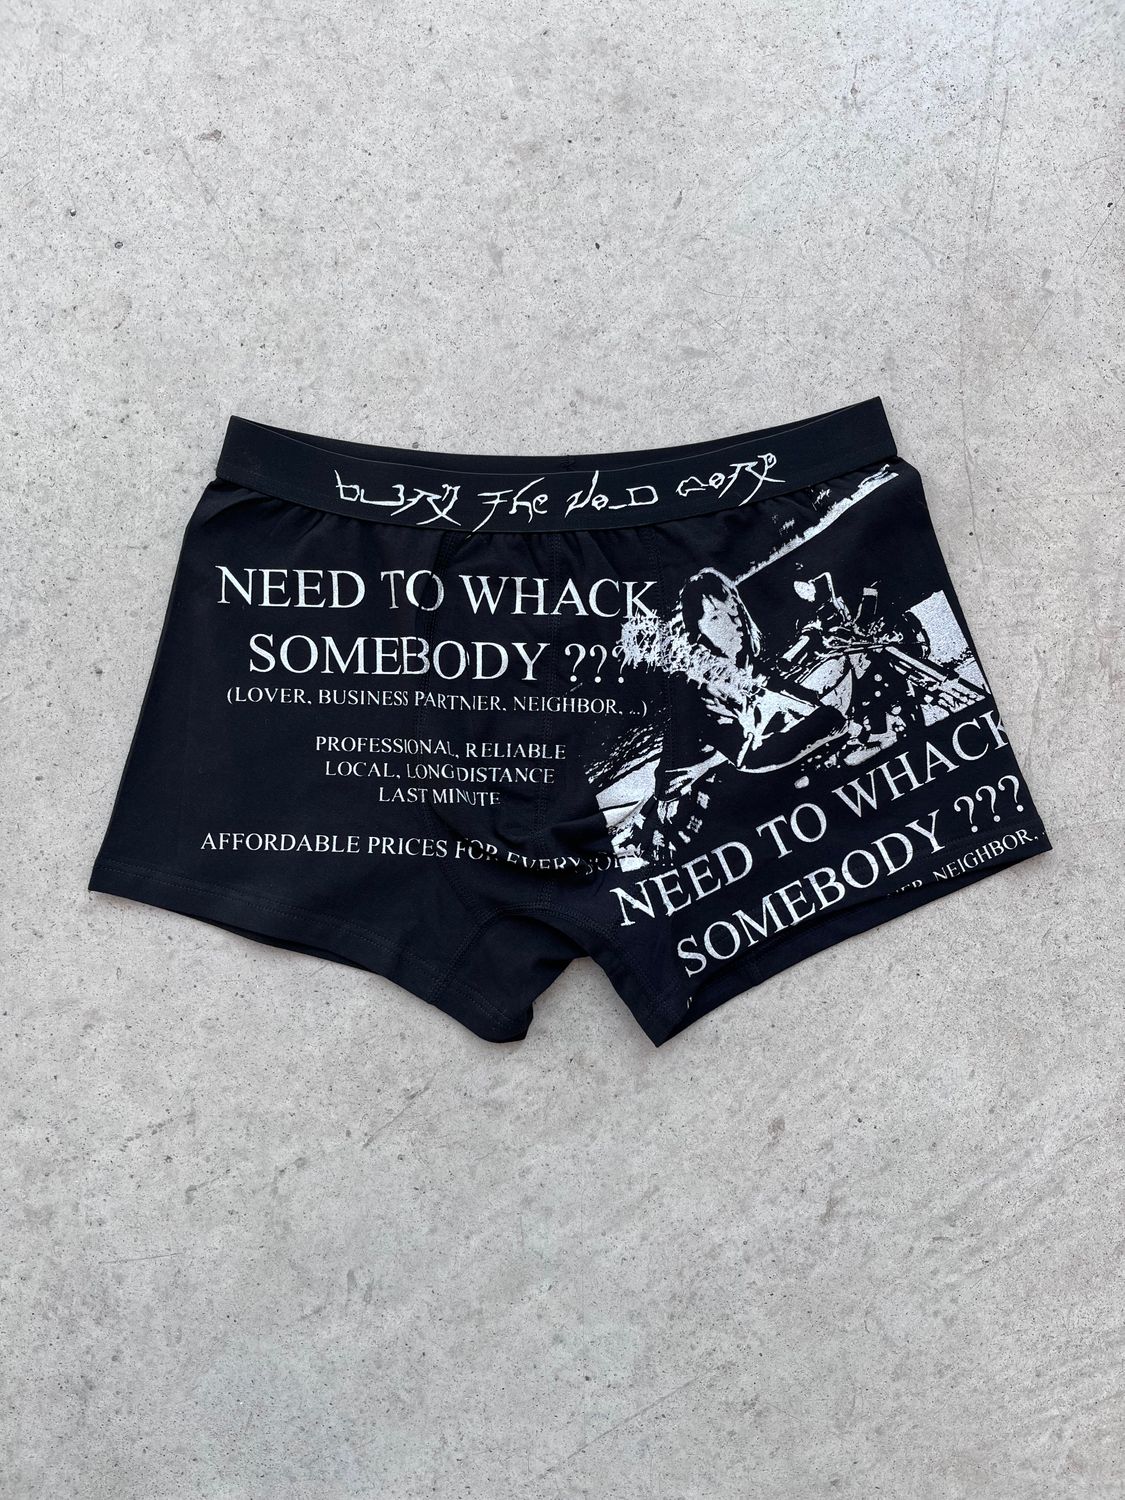 NEED TO WHACK
SOMEBODY ???
(LOVER, BUSINESS PARTNER, NEIGHBOR, ...)
PROFESSIONAL, RELIABLE
LOCAL, LONGDISTANCE
LAST MINUTE
AFFORDABLE PRICES FOR EVERYBODY
NEED TO WHACK
SOMEBODY ???
NEIGHBOR, .